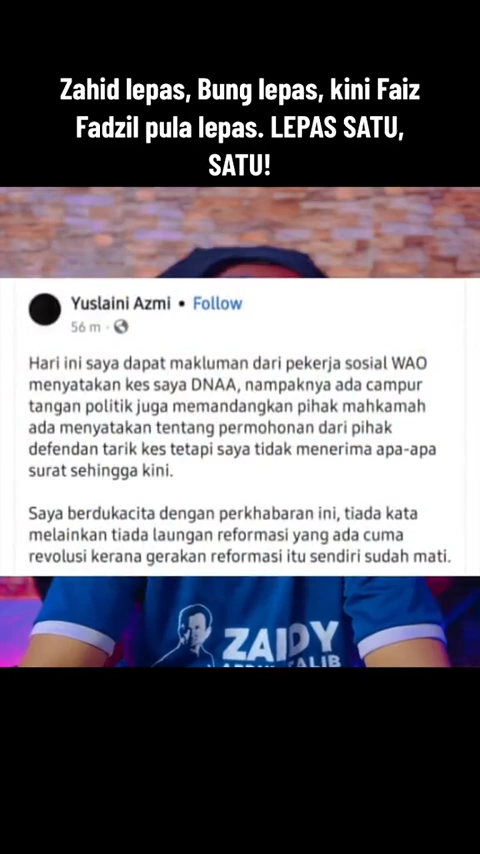 Zahid lepas, Bung lepas, kini Faiz
Fadzil pula lepas. LEPAS SATU,
SATU!
Yuslaini Azmi • Follow
56 m ·
Hari ini saya dapat makluman dari pekerja sosial WAO
menyatakan kes saya DNAA, nampaknya ada campur
tangan politik juga memandangkan pihak mahkamah
ada menyatakan tentang permohonan dari pihak
defendan tarik kes tetapi saya tidak menerima apa-apa
surat sehingga kini.
Saya berdukacita dengan perkhabaran ini, tiada kata
melainkan tiada laungan reformasi yang ada cuma
revolusi kerana gerakan reformasi itu sendiri sudah mati.
ZAIDY